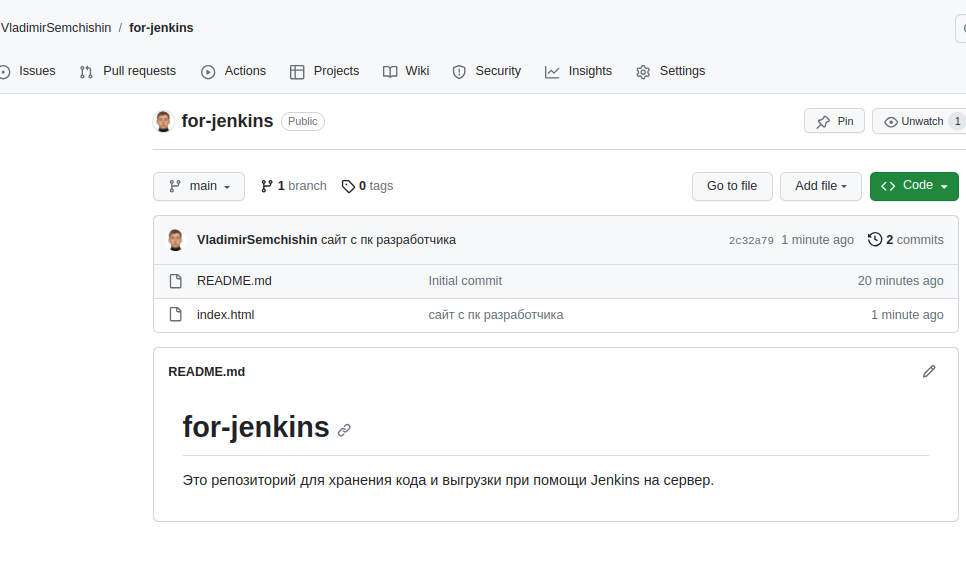 VladimirSemchishin / for-jenkins
Issues Pull requests Actions Projects Wiki Security Insights Settings
for-jenkins Public Pin Unwatch 1
main 1 branch 0 tags Go to file Add file Code
VladimirSemchishin сайт с пк разработчика 2c32a79 1 minute ago 2 commits
README.md Initial commit 20 minutes ago
index.html сайт с пк разработчика 1 minute ago
README.md
for-jenkins
Это репозиторий для хранения кода и выгрузки при помощи Jenkins на сервер.